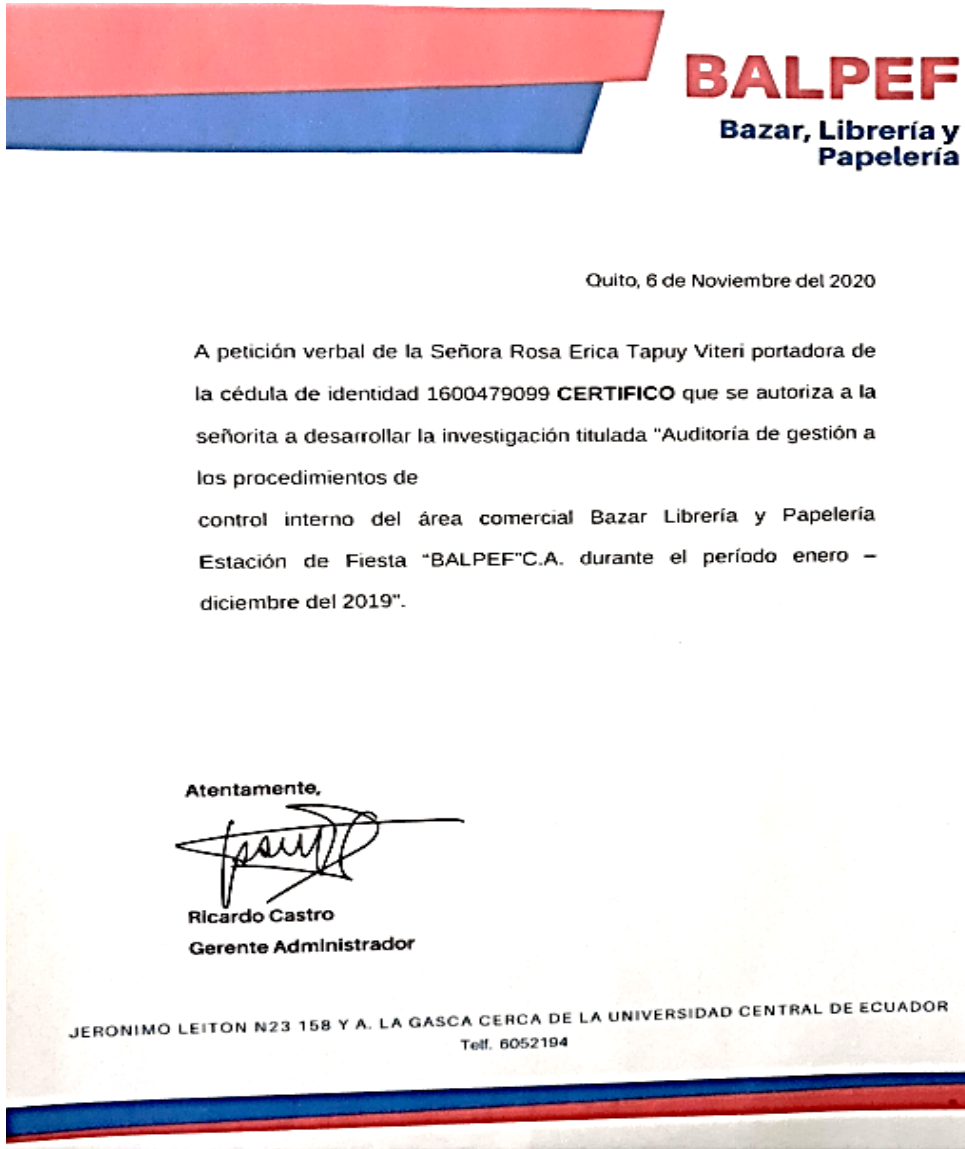 BALPEF
Bazar, Librería y
Papelería
Quito, 6 de Noviembre del 2020
A petición verbal de la Señora Rosa Erica Tapuy Viteri portadora de
la cédula de identidad 1600479099 CERTIFICO que se autoriza a la
señorita a desarrollar la investigación titulada "Auditoría de gestión a
los procedimientos de
control interno del área comercial Bazar Librería y Papelería
Estación de Fiesta “BALPEF"C.A. durante el período enero –
diciembre del 2019".
Atentamente,
Ricardo Castro
Gerente Administrador
JERONIMO LEITON N23 158 Y A. LA GASCA CERCA DE LA UNIVERSIDAD CENTRAL DE ECUADOR
Telf. 6052194